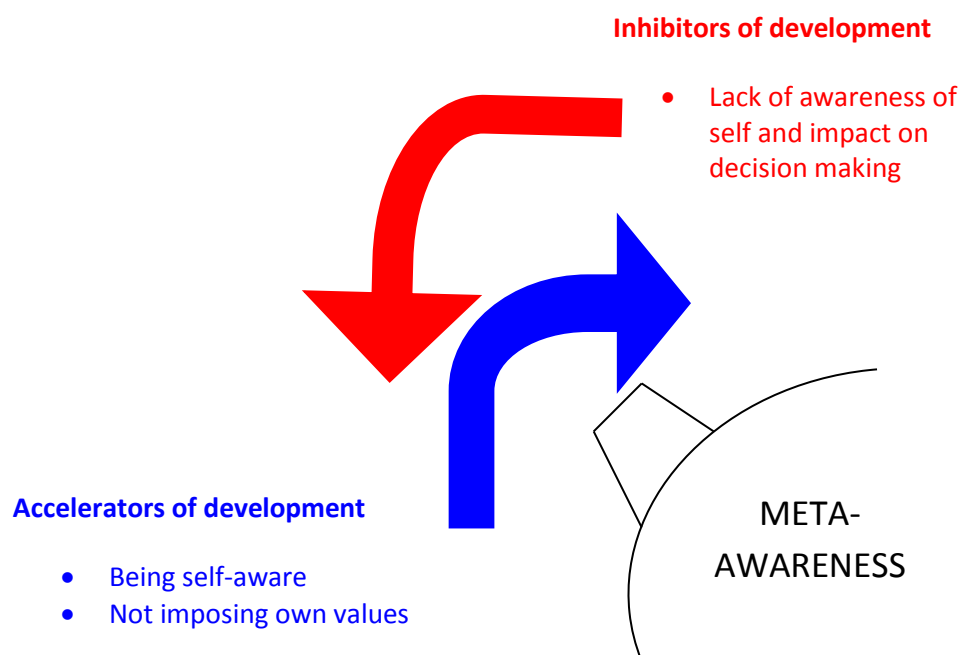 Inhibitors of development
• Lack of awareness of
self and impact on
decision making
Accelerators of development
• Being self-aware
• Not imposing own values
META-
AWARENESS